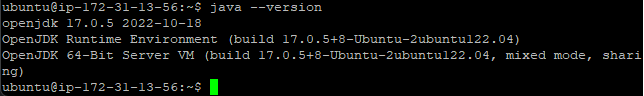 ubuntu@ip-172-31-13-56:~$ java --version
openjdk 17.0.5 2022-10-18
OpenJDK Runtime Environment (build 17.0.5+8-Ubuntu-2ubuntu122.04)
OpenJDK 64-Bit Server VM (build 17.0.5+8-Ubuntu-2ubuntu122.04, mixed mode, shari
ng)
ubuntu@ip-172-31-13-56:~$